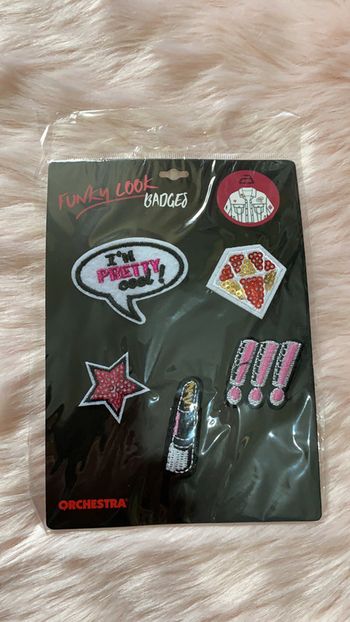 FUNKY LOOK
BADGES
I'M
PRETTY
COOL!
!!!
ORCHESTRA